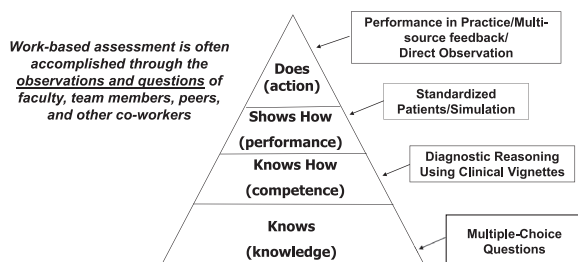 Work-based assessment is often
accomplished through the
observations and questions of
faculty, team members, peers,
and other co-workers
Does
(action)
Shows How
(performance)
Knows How
(competence)
Knows
(knowledge)
Performance in Practice/Multi-
source feedback/
Direct Observation
Standardized
Patients/Simulation
Diagnostic Reasoning
Using Clinical Vignettes
Multiple-Choice
Questions